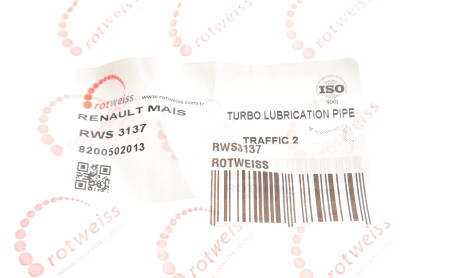 rotweiss
www.rotweiss.com.tr
RENAULT MAİS
RWS 3137
8200502013
ISO
9001
TURBO LUBRICATION PIPE
TRAFFIC 2
RWS3137
ROTWEISS
rotweiss
rotweiss
rotweiss
rotweiss